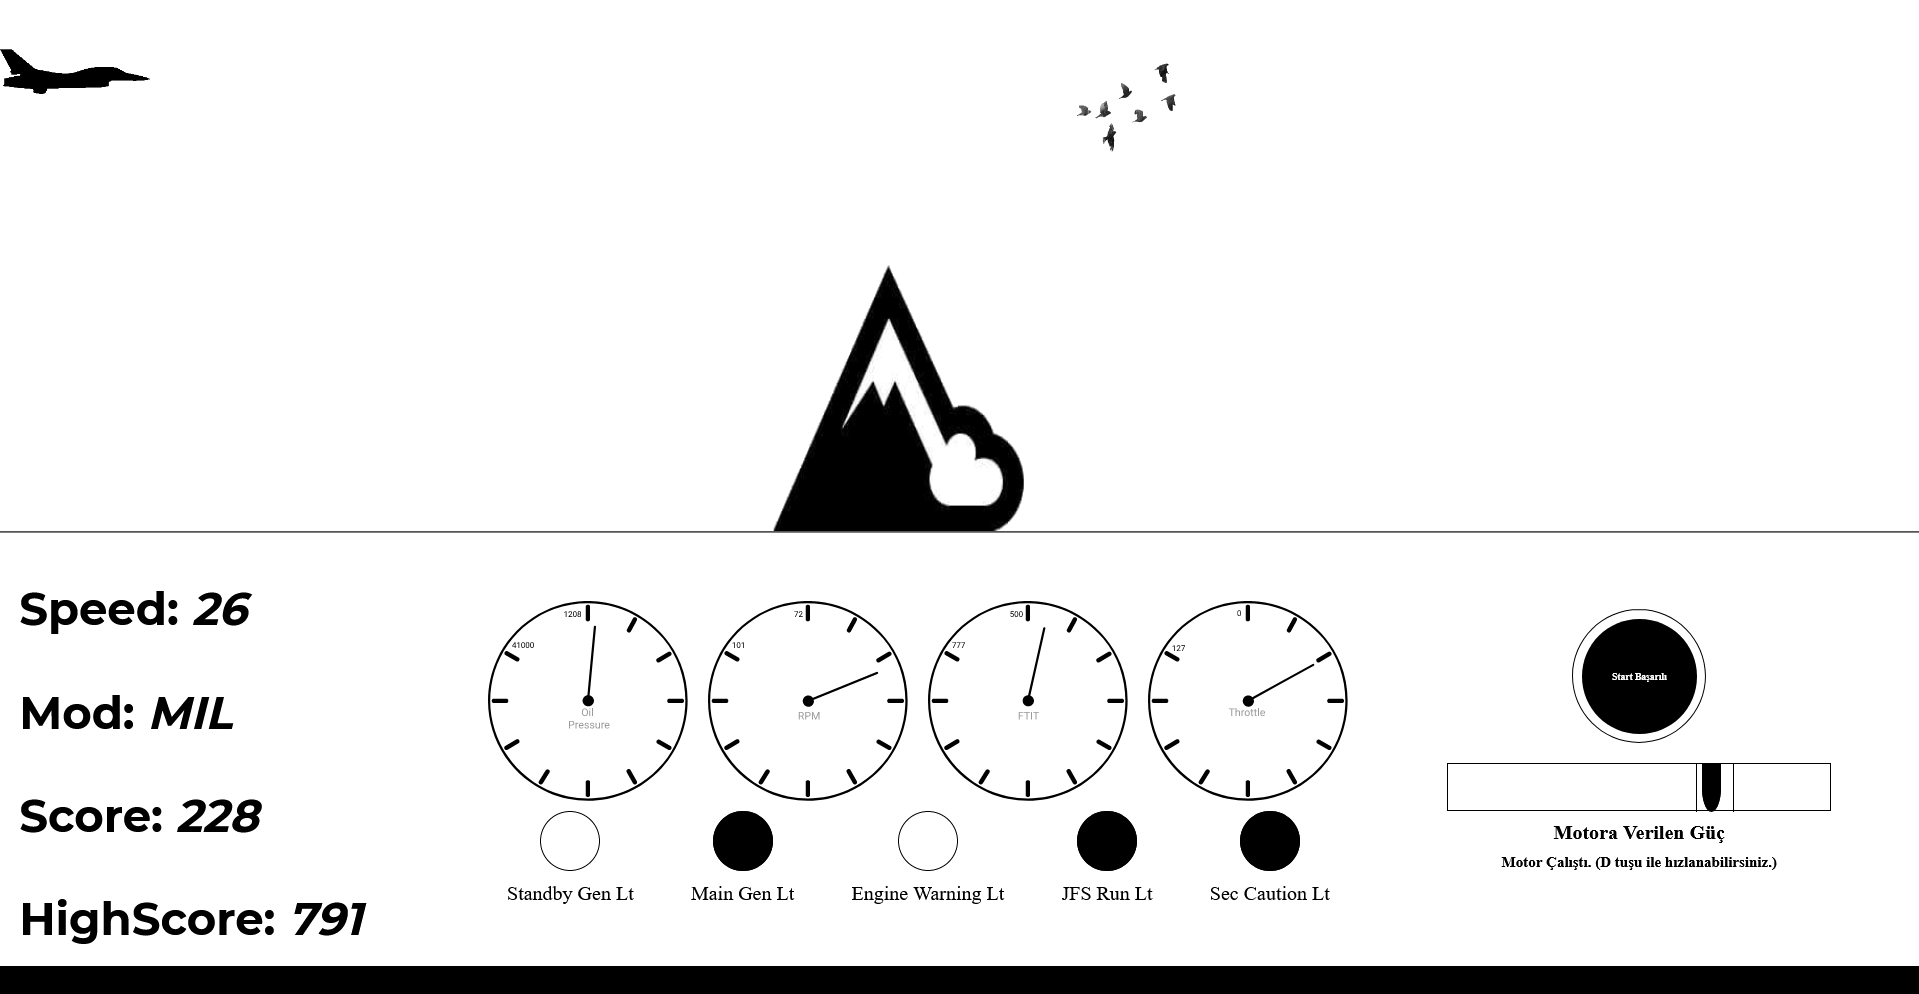 Speed: 26
Mod: MIL
Score: 228
HighScore: 791
1208
41000
Oil
Pressure
72
101
RPM
500
777
FTIT
0
127
Throttle
Standby Gen Lt
Main Gen Lt
Engine Warning Lt
JFS Run Lt
Sec Caution Lt
Start Başarılı
Motora Verilen Güç
Motor Çalıştı. (D tuşu ile hızlanabilirsiniz.)